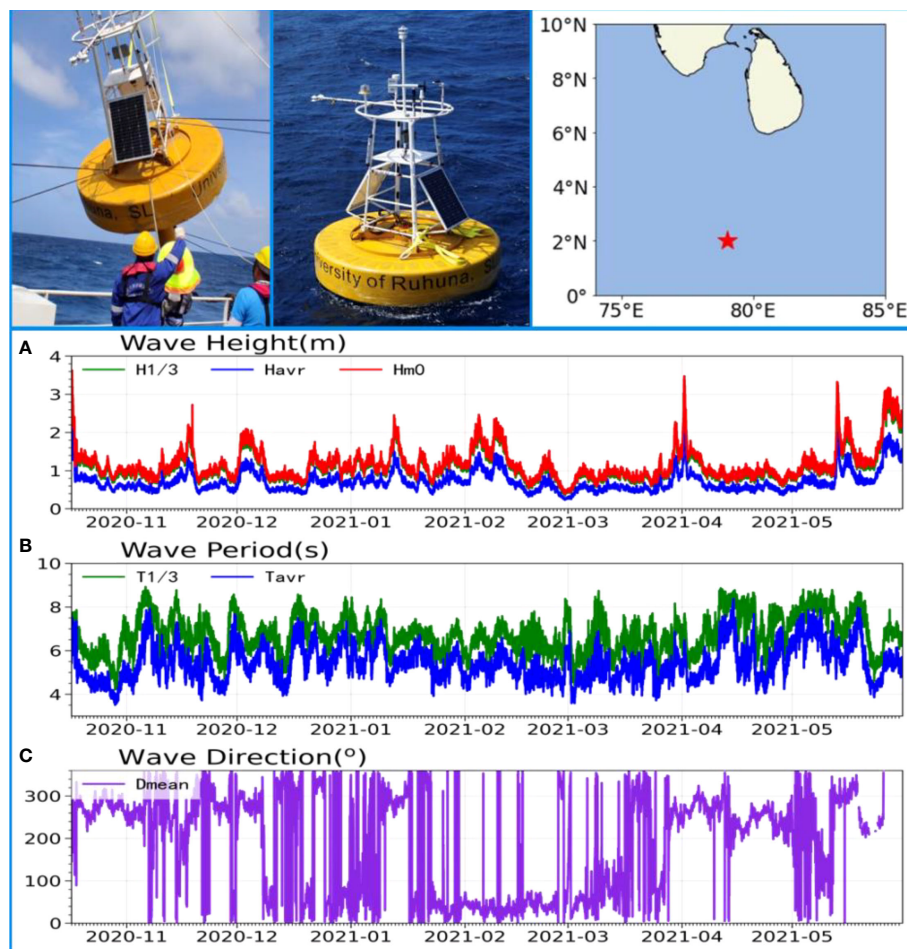 huna, SL Unive
niversity of Ruhuna, S
10°N
8°N
6°N
4°N
2°N
0°
75°E 80°E 85°E
A
Wave Height(m)
H1/3 Havr Hm0
4
3
2
1
0
2020-11 2020-12 2021-01 2021-02 2021-03 2021-04 2021-05
B
Wave Period(s)
T1/3 Tavr
10
8
6
4
2020-11 2020-12 2021-01 2021-02 2021-03 2021-04 2021-05
C
Wave Direction(°)
Dmean
300
200
100
0
2020-11 2020-12 2021-01 2021-02 2021-03 2021-04 2021-05